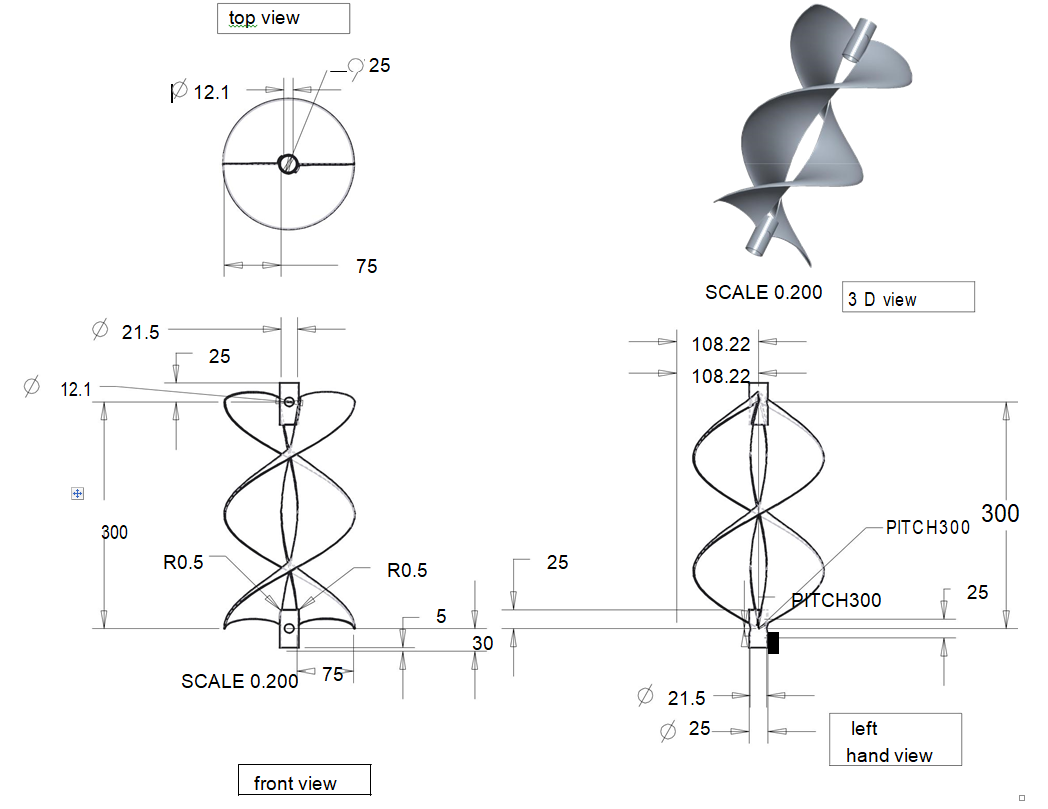 top view
⌀ 25
⌀ 12.1
75
SCALE 0.200
3 D view
⌀ 21.5
25
⌀ 12.1
300
R0.5
R0.5
5
30
75
SCALE 0.200
front view
108.22
108.22
300
PITCH300
25
PITCH300
25
⌀ 21.5
⌀ 25
left
hand view